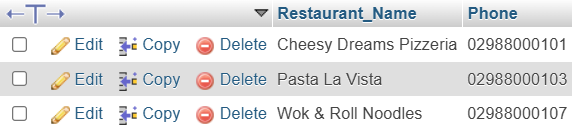 Restaurant_Name Phone
Edit Copy Delete Cheesy Dreams Pizzeria 02988000101
Edit Copy Delete Pasta La Vista 02988000103
Edit Copy Delete Wok & Roll Noodles 02988000107